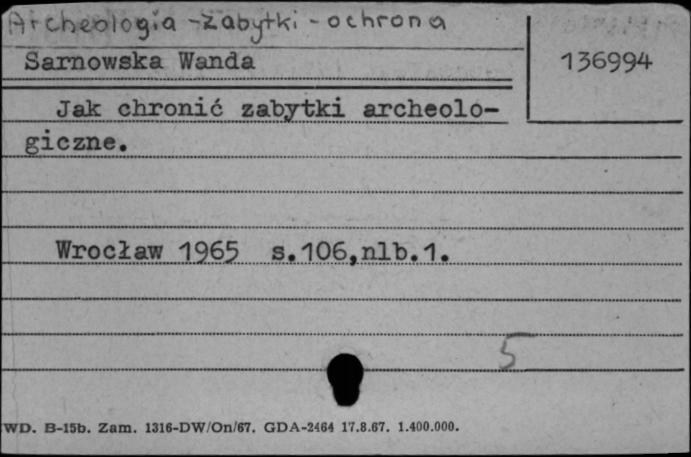 Archeologia - zabytki - ochrona
Sarnowska Wanda
136994
Jak chronić zabytki archeolo-
giczne.
Wrocław 1965 s.106,nlb.1.
5
WD. B-15b. Zam. 1316-DW/On/67. GDA-2464 17.8.67. 1.400.000.